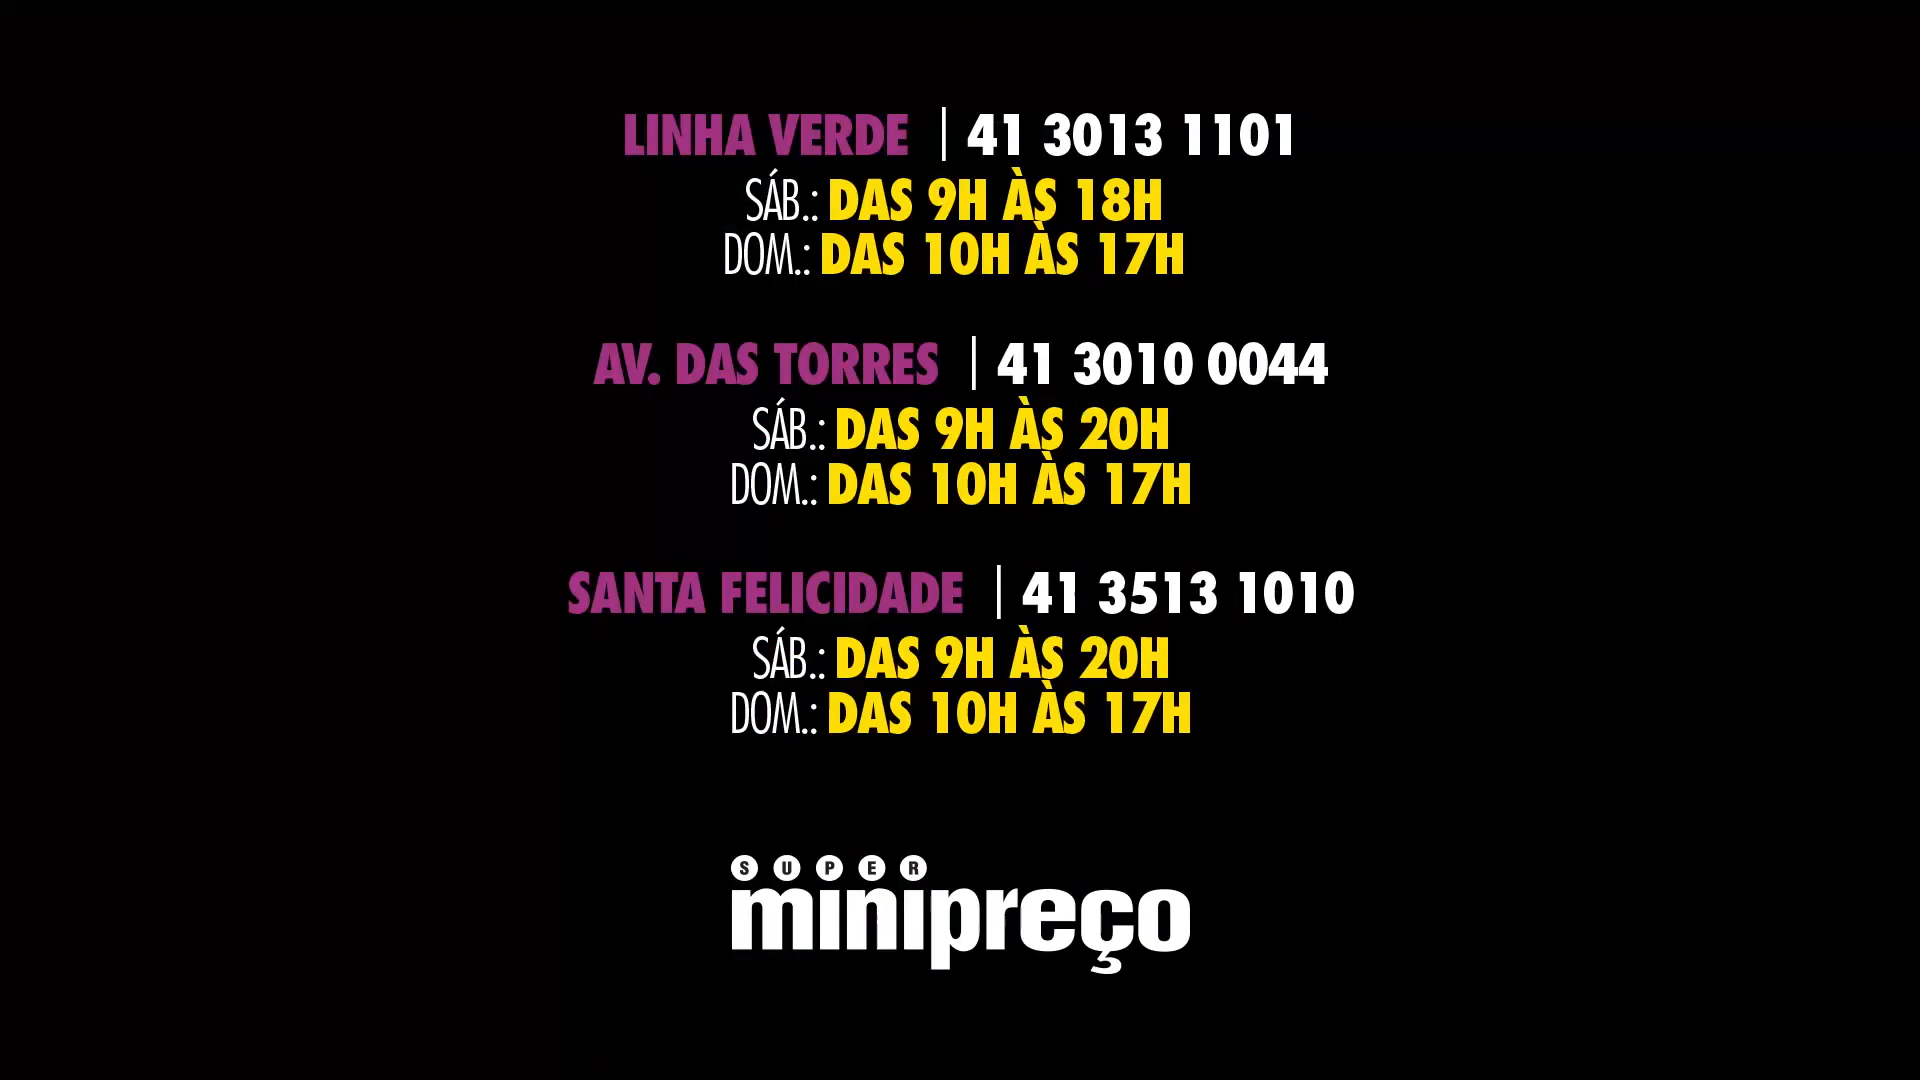 LINHA VERDE | 41 3013 1101
SÁB.: DAS 9H ÀS 18H
DOM.: DAS 10H ÀS 17H
AV. DAS TORRES | 41 3010 0044
SÁB.: DAS 9H ÀS 20H
DOM.: DAS 10H ÀS 17H
SANTA FELICIDADE | 41 3513 1010
SÁB.: DAS 9H ÀS 20H
DOM.: DAS 10H ÀS 17H
SUPER
minipreço